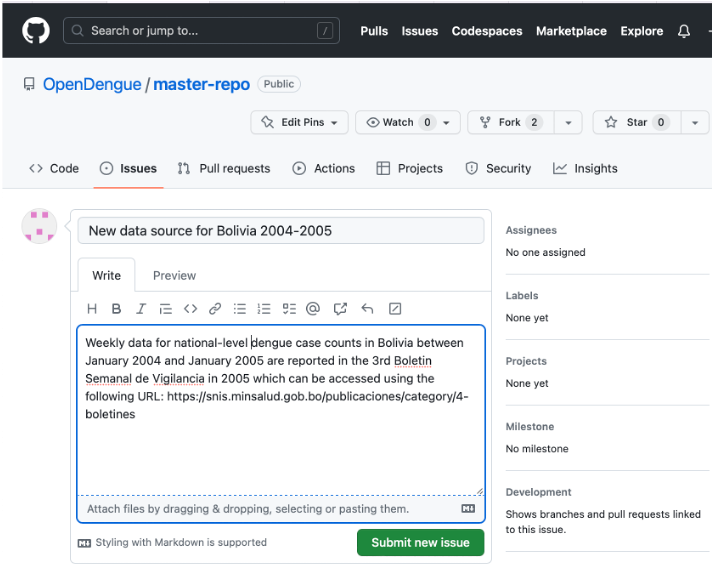 Search or jump to... /
Pulls Issues Codespaces Marketplace Explore
OpenDengue / master-repo Public
Edit Pins Watch 0 Fork 2 Star 0
Code Issues Pull requests Actions Projects Security Insights
New data source for Bolivia 2004-2005
Write Preview
Weekly data for national-level dengue case counts in Bolivia between
January 2004 and January 2005 are reported in the 3rd Boletin
Semanal de Vigilancia in 2005 which can be accessed using the
following URL: https://snis.minsalud.gob.bo/publicaciones/category/4-
boletines
Attach files by dragging & dropping, selecting or pasting them.
Styling with Markdown is supported
Submit new issue
Assignees
No one assigned
Labels
None yet
Projects
None yet
Milestone
No milestone
Development
Shows branches and pull requests linked
to this issue.